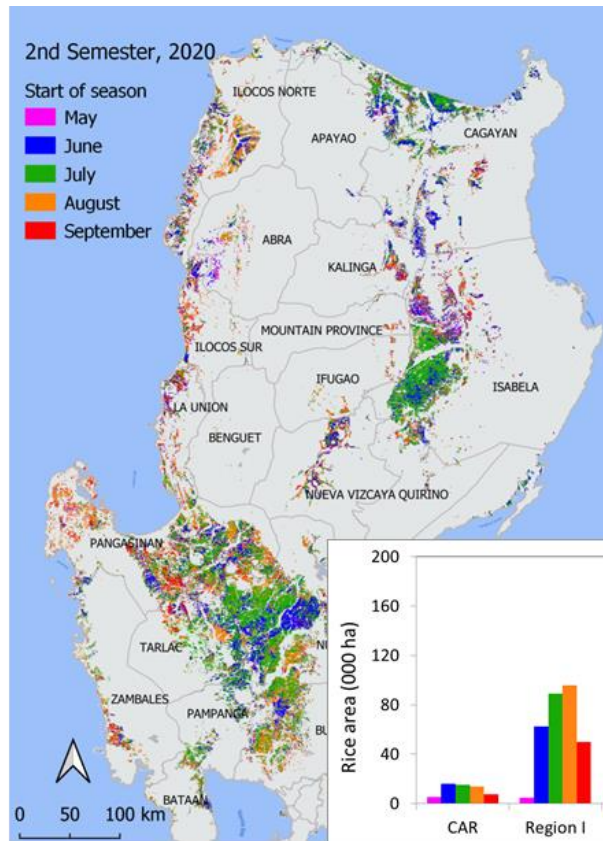 2nd Semester, 2020
Start of season
May
June
July
August
September
ILOCOS NORTE
APAYAO
CAGAYAN
ABRA
KALINGA
MOUNTAIN PROVINCE
ILOCOS SUR
IFUGAO
ISABELA
LA UNION
BENGUET
NUEVA VIZCAYA QUIRINO
PANGASINAN
TARLAC
ZAMBALES
PAMPANGA
BATAAN
0 50 100 km
Rice area (000 ha)
200
160
120
80
40
0
CAR Region I